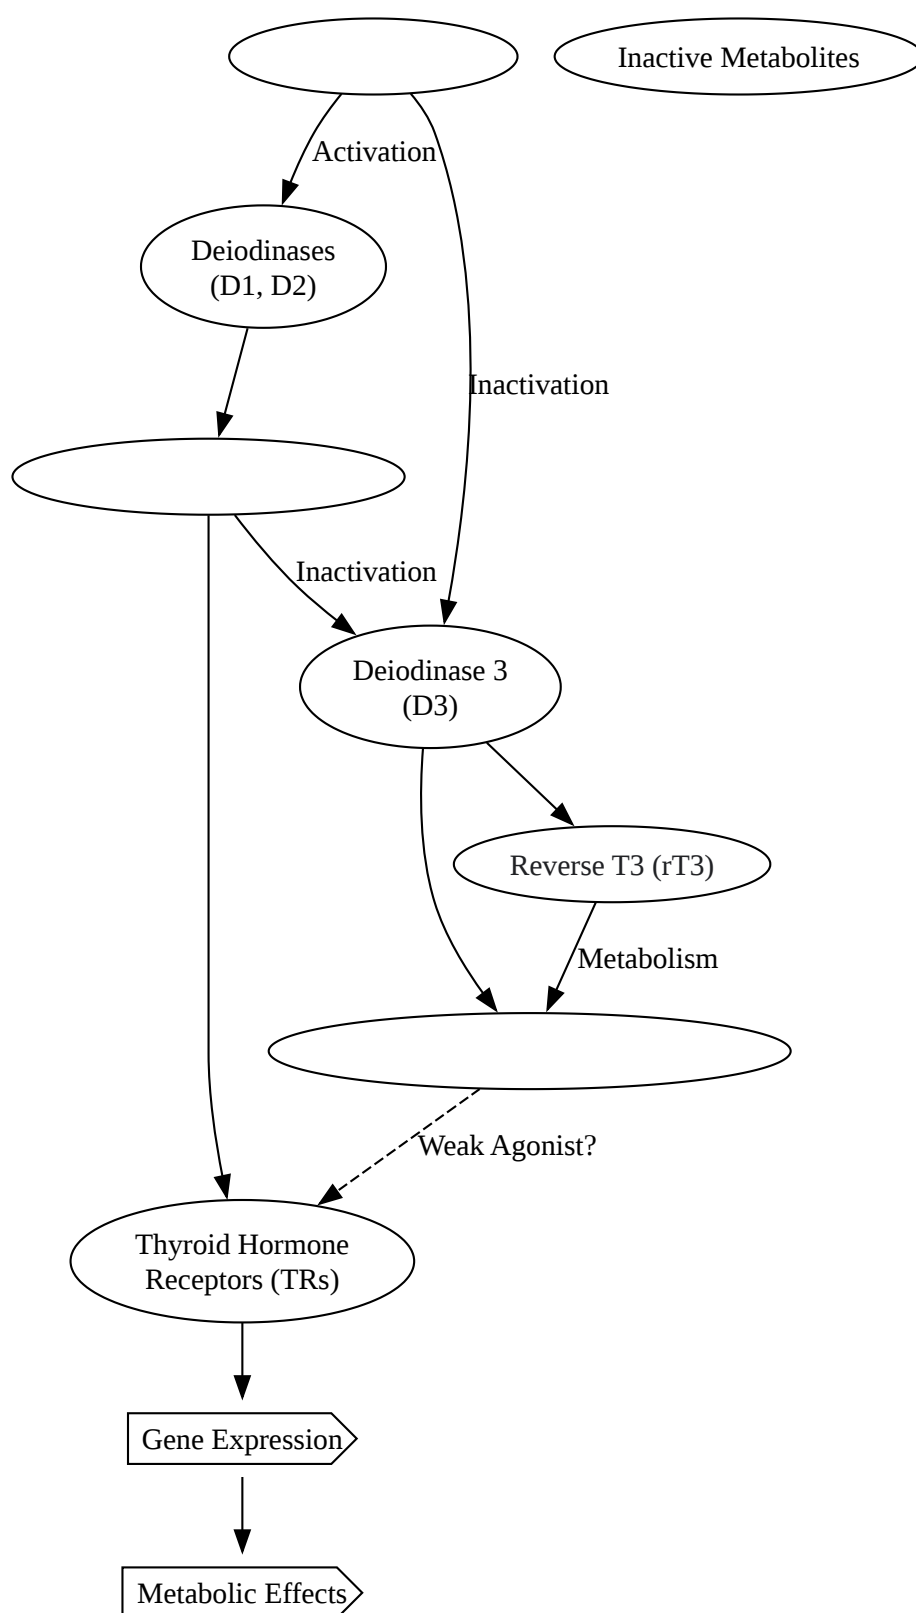 Inactive Metabolites
Activation
Deiodinases
(D1, D2)
Inactivation
Inactivation
Deiodinase 3
(D3)
Reverse T3 (rT3)
Metabolism
Weak Agonist?
Thyroid Hormone
Receptors (TRs)
Gene Expression
Metabolic Effects